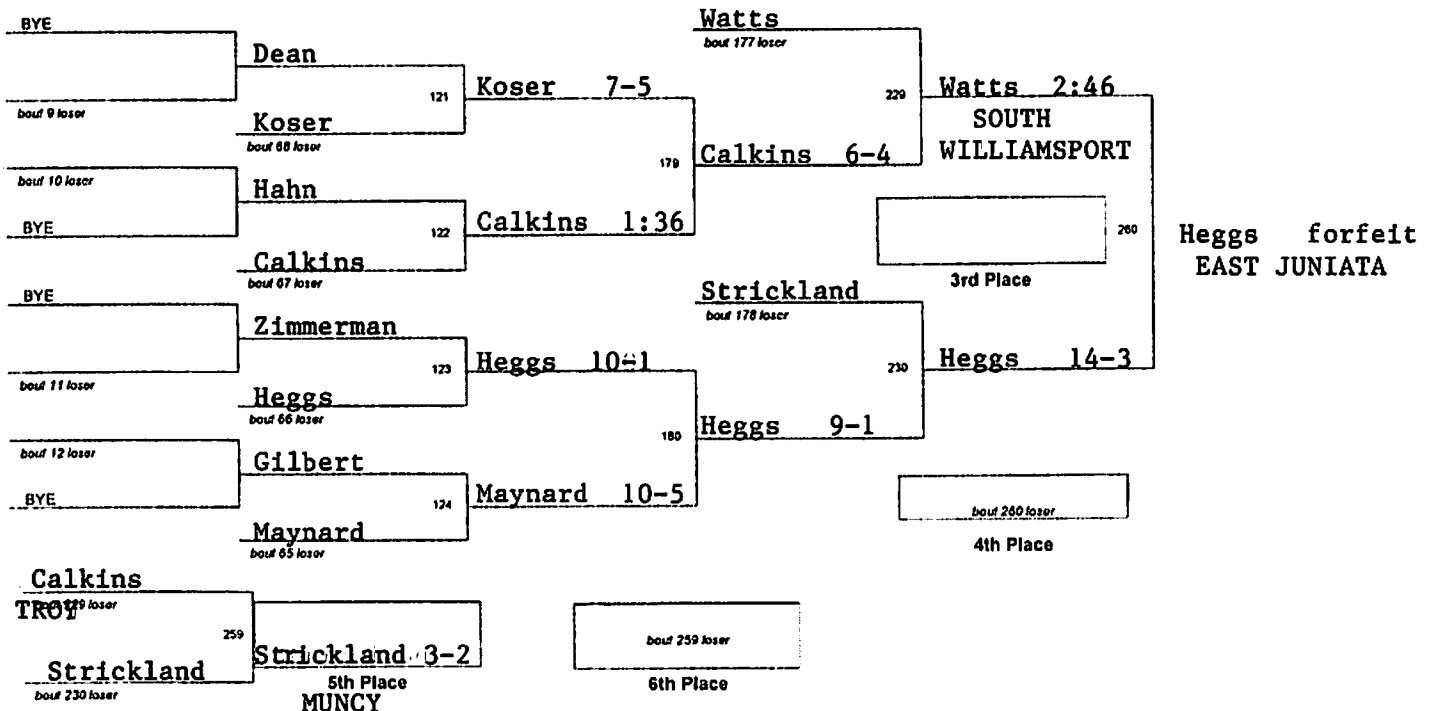 BYE
bout 9 loser
Dean
Koser
bout 68 loser
121
Koser 7-5
bout 10 loser
BYE
Hahn
Calkins
bout 67 loser
122
Calkins 1:36
179
Calkins 6-4
Watts
bout 177 loser
229
Watts 2:46
SOUTH
WILLIAMSPORT
BYE
bout 11 loser
Zimmerman
Heggs
bout 66 loser
123
Heggs 10-1
bout 12 loser
BYE
Gilbert
Maynard
bout 65 loser
124
Maynard 10-5
180
Heggs 9-1
Strickland
bout 178 loser
230
Heggs 14-3
260
3rd Place
Heggs forfeit
EAST JUNIATA
bout 260 loser
4th Place
Calkins
TROY
loser
Strickland
bout 230 loser
259
Strickland 3-2
5th Place
MUNCY
bout 259 loser
6th Place